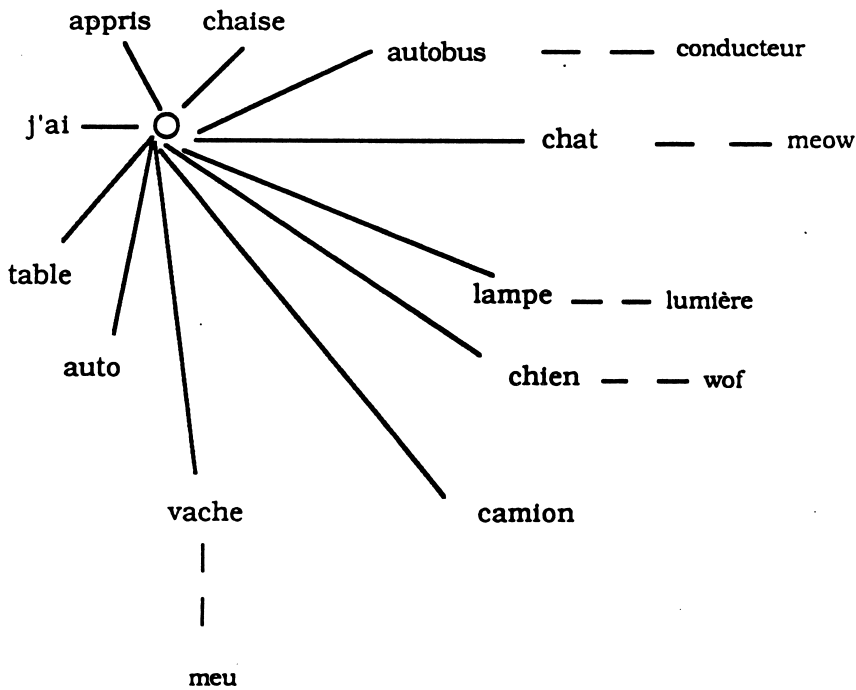 appris chaise
autobus — — conducteur
j'ai — O
chat — — meow
table
lampe — — lumière
auto
chien — — wof
vache
camion
meu